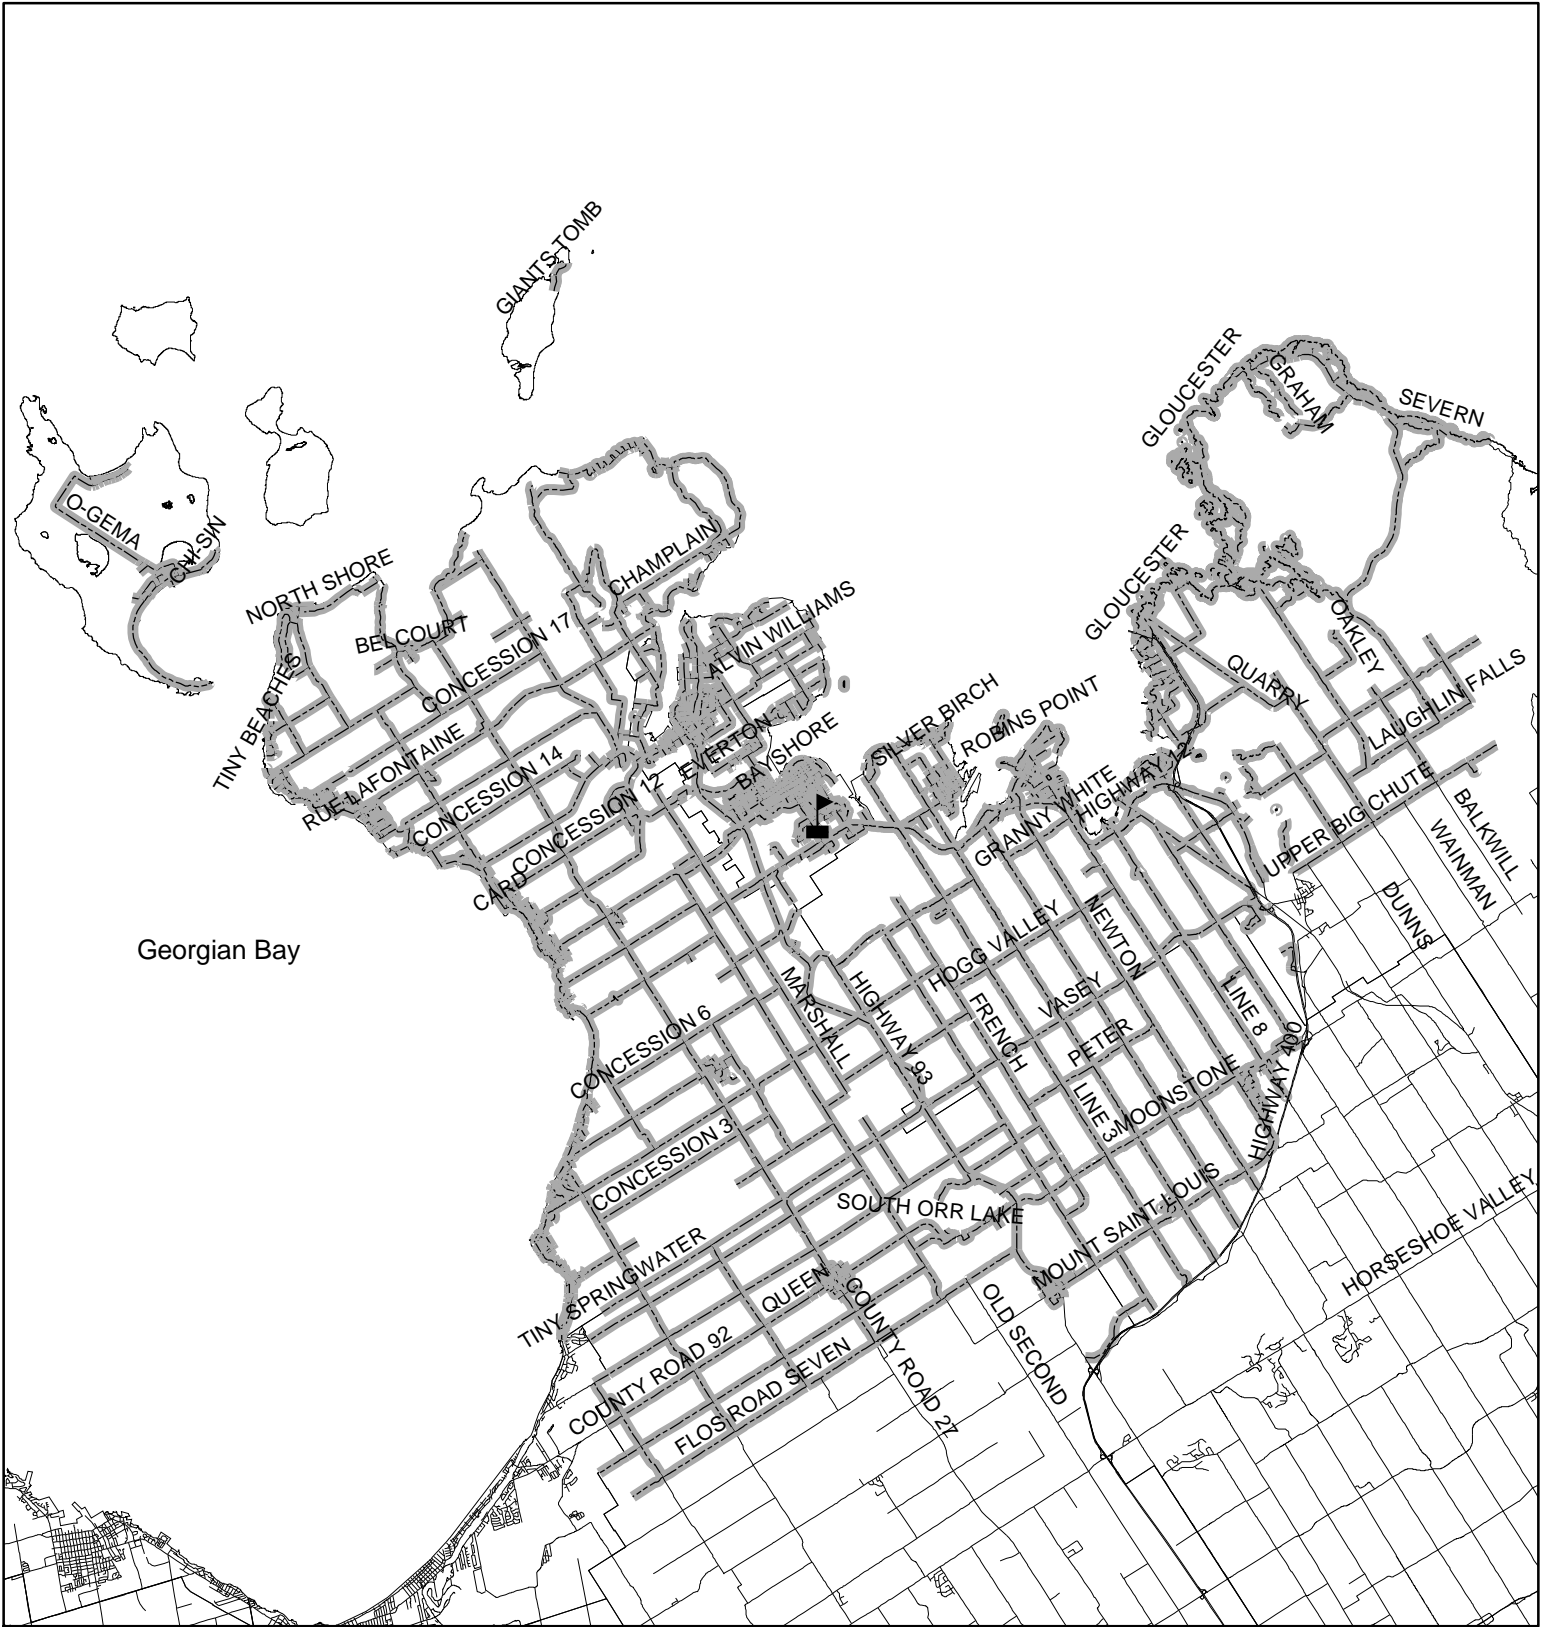 GIANTS TOMB
GLOUCESTER
GRAHAM
SEVERN
O-GEMA
CHI-SIN
CHAMPLAIN
NORTH SHORE
GLOUCESTER
BELCOURT
CONCESSION 17
ALVIN WILLIAMS
OAKLEY
QUARRY
LAUGHLIN FALLS
TINY BEACHES
RUE LAFONTAINE
CONCESSION 14
EVERTON
BAYSHORE
SILVER BIRCH
ROBINS POINT
HIGHWAY 12
GRANNY WHITE
CONCESSION 12
UPPER BIG CHUTE
BALKWILL
WAINMAN
DUNNS
CARD
Georgian Bay
HOGG VALLEY
NEWTON
VASEY
LINE 8
MARSHALL
HIGHWAY 93
FRENCH
PETER
CONCESSION 6
HIGHWAY 400
LINE 3
MOONSTONE
CONCESSION 3
SOUTH ORR LAKE
MOUNT SAINT LOUIS
HORSESHOE VALLEY
TINY SPRINGWATER
QUEEN
COUNTY ROAD 27
OLD SECOND
COUNTY ROAD 92
FLOS ROAD SEVEN